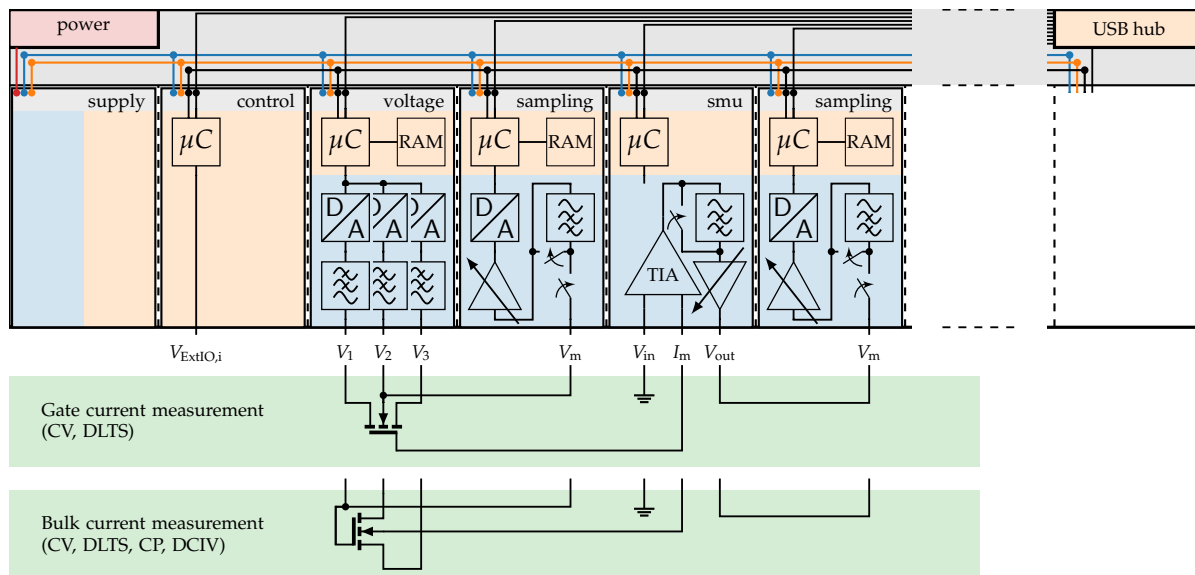 power
USB hub
supply
control
voltage
sampling
smu
sampling
μC
μC
RAM
μC
RAM
μC
μC
RAM
D
A
D
A
D
A
D
A
D
A
TIA
V_ExtIO,i
V_1
V_2
V_3
V_m
V_in
I_m
V_out
V_m
Gate current measurement
(CV, DLTS)
Bulk current measurement
(CV, DLTS, CP, DCIV)